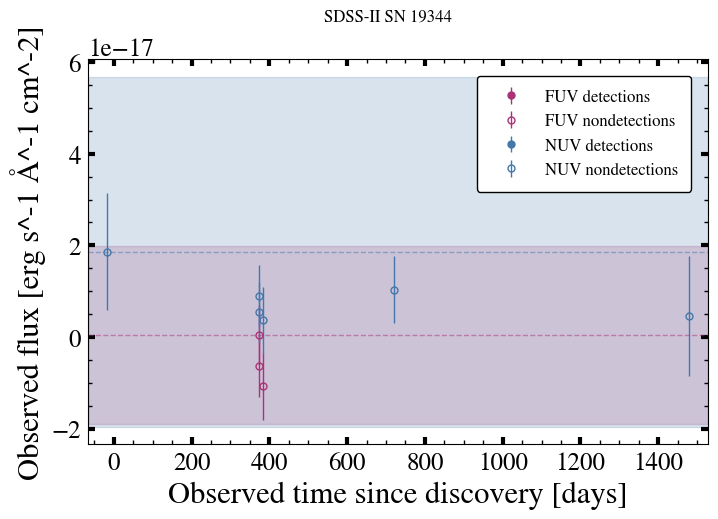 SDSS-II SN 19344
1e−17
6
4
2
0
−2
Observed flux [erg s^-1 Å^-1 cm^-2]
FUV detections
FUV nondetections
NUV detections
NUV nondetections
0 200 400 600 800 1000 1200 1400
Observed time since discovery [days]